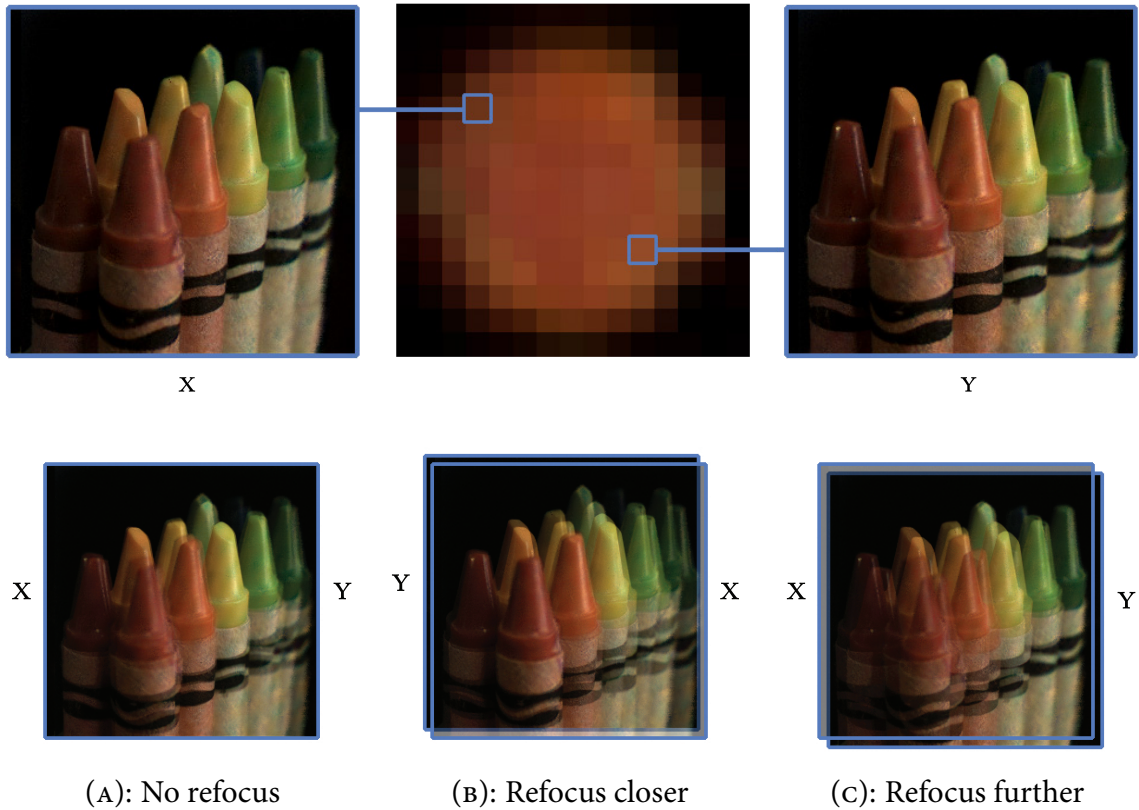 X
Y
X
Y
Y
X
X
Y
(A): No refocus
(B): Refocus closer
(C): Refocus further